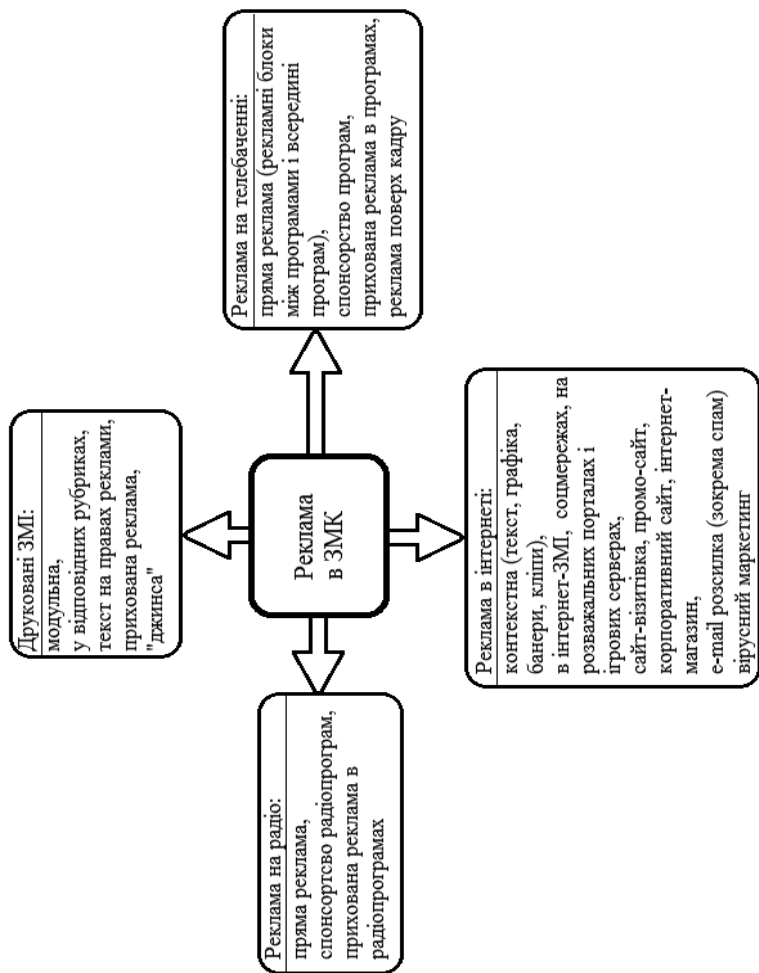 Друковані ЗМІ:
модульна,
у відповідних рубриках,
текст на правах реклами,
прихована реклама,
"джинса"
Реклама на радіо:
пряма реклама,
спонсортсво радіопрограм,
прихована реклама в
радіопрограмах
Реклама
в ЗМК
Реклама на телебаченні:
пряма реклама (рекламні блоки
між програмами і всередині
програм),
спонсорство програм,
прихована реклама в програмах,
реклама поверх кадру
Реклама в інтернеті:
контекстна (текст, графіка,
банери, кліпи),
в інтернет-ЗМІ, соцмережах, на
розважальних порталах і
ігрових серверах,
сайт-візитівка, промо-сайт,
корпоративний сайт, інтернет-
магазин,
e-mail розсилка (зокрема спам)
вірусний маркетинг